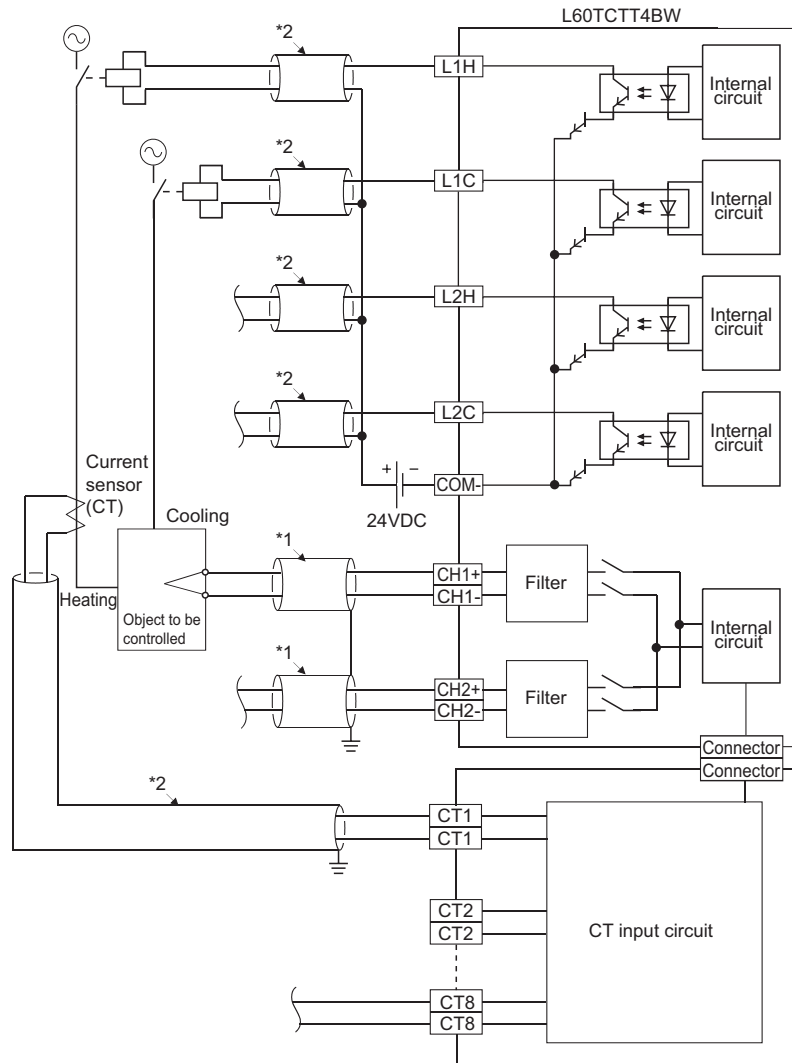 L60TCTT4BW
*2
L1H
Internal
circuit
*2
L1C
Internal
circuit
*2
L2H
Internal
circuit
*2
L2C
Internal
circuit
Current
sensor
(CT)
+
−
COM-
24VDC
Cooling
*1
CH1+
CH1-
Filter
Heating
Object to be
controlled
Internal
circuit
*1
CH2+
CH2-
Filter
Connector
Connector
*2
CT1
CT1
CT2
CT2
CT input circuit
CT8
CT8